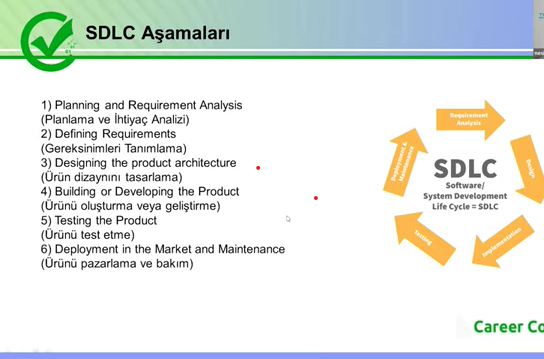 SDLC Aşamaları
1) Planning and Requirement Analysis
(Planlama ve İhtiyaç Analizi)
2) Defining Requirements
(Gereksinimleri Tanımlama)
3) Designing the product architecture
(Ürün dizaynını tasarlama)
4) Building or Developing the Product
(Ürünü oluşturma veya geliştirme)
5) Testing the Product
(Ürünü test etme)
6) Deployment in the Market and Maintenance
(Ürünü pazarlama ve bakım)
Requirement
Analysis
Design
Implementation
Testing
Deployment &
Maintenance
SDLC
Software/
System Development
Life Cycle = SDLC
Career Co